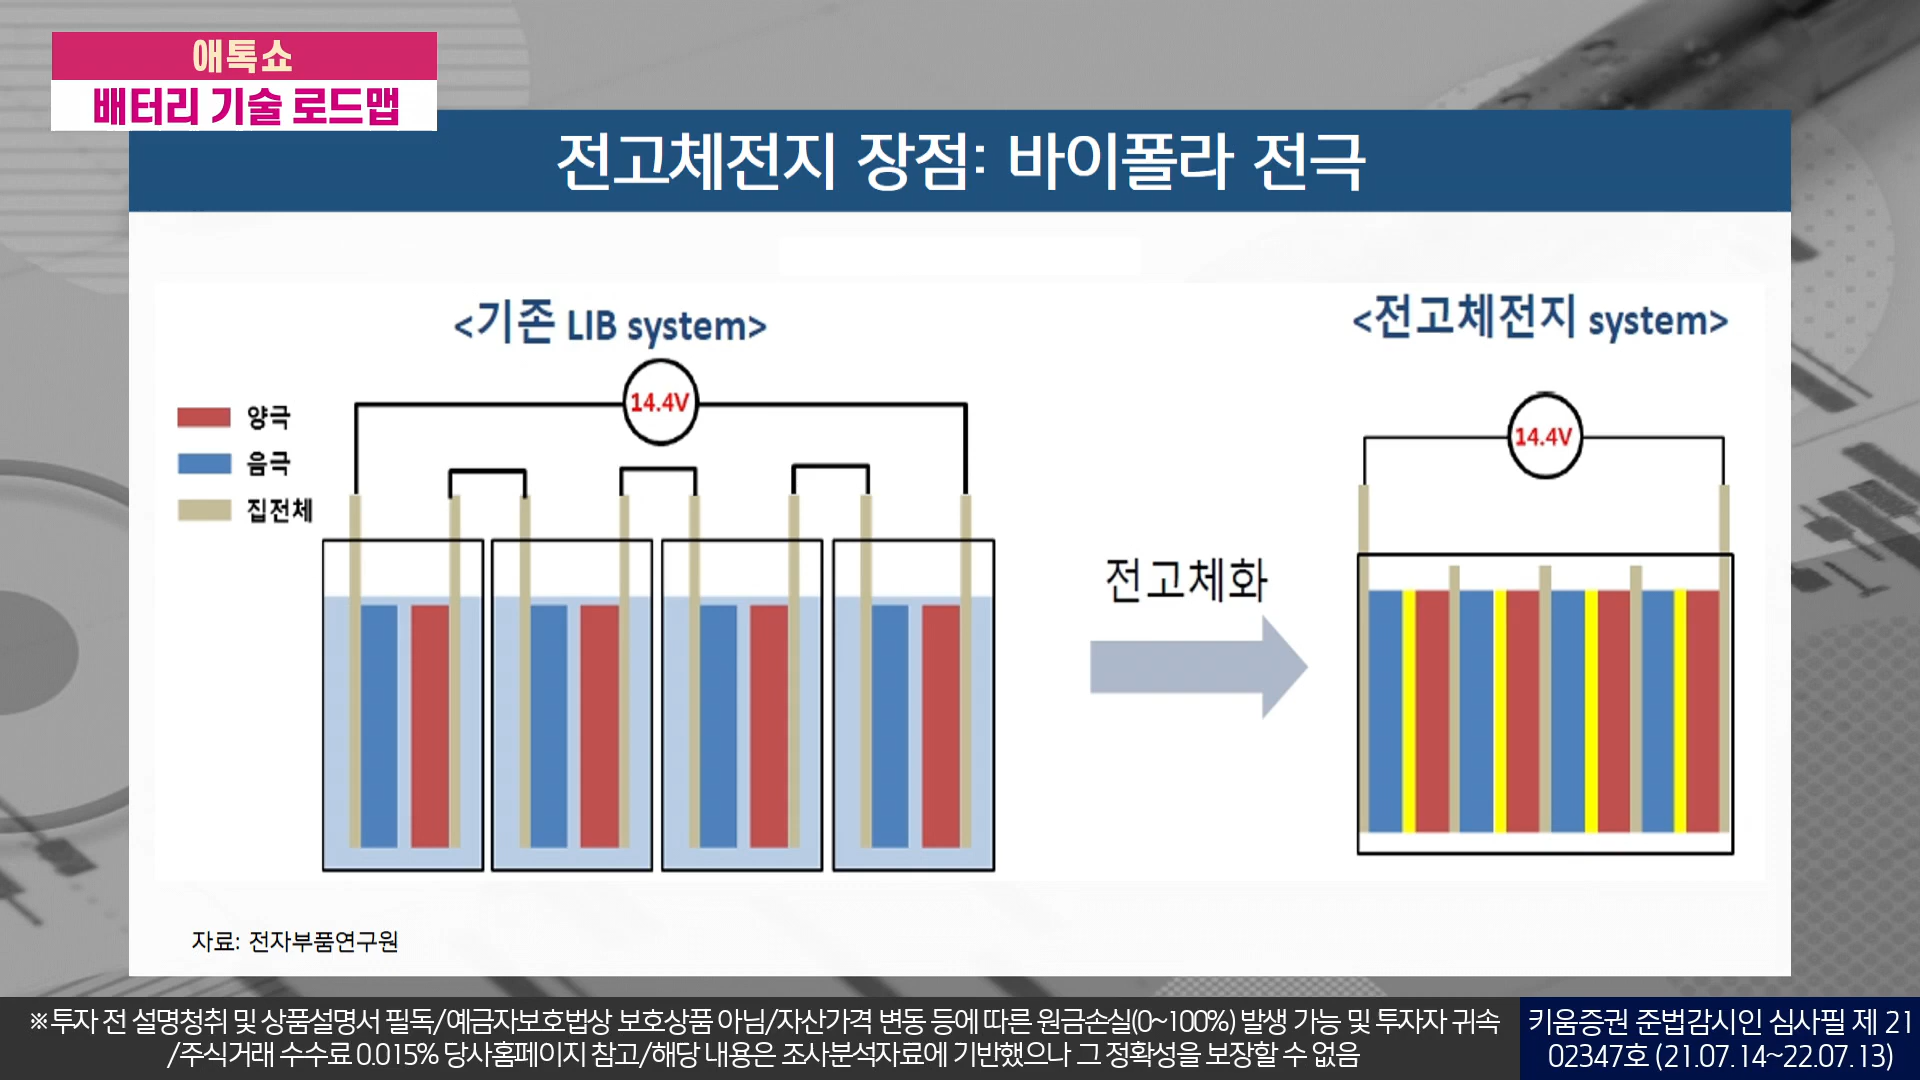 애톡쇼
배터리 기술 로드맵
전고체전지 장점: 바이폴라 전극
<기존 LIB system>
<전고체전지 system>
14.4V
14.4V
양극
음극
집전체
전고체화
자료: 전자부품연구원
※투자 전 설명청취 및 상품설명서 필독/예금자보호법상 보호상품 아님/자산가격 변동 등에 따른 원금손실(0~100%) 발생 가능 및 투자자 귀속
/주식거래 수수료 0.015% 당사홈페이지 참고/해당 내용은 조사분석자료에 기반했으나 그 정확성을 보장할 수 없음
키움증권 준법감시인 심사필 제 21
02347호 (21.07.14~22.07.13)